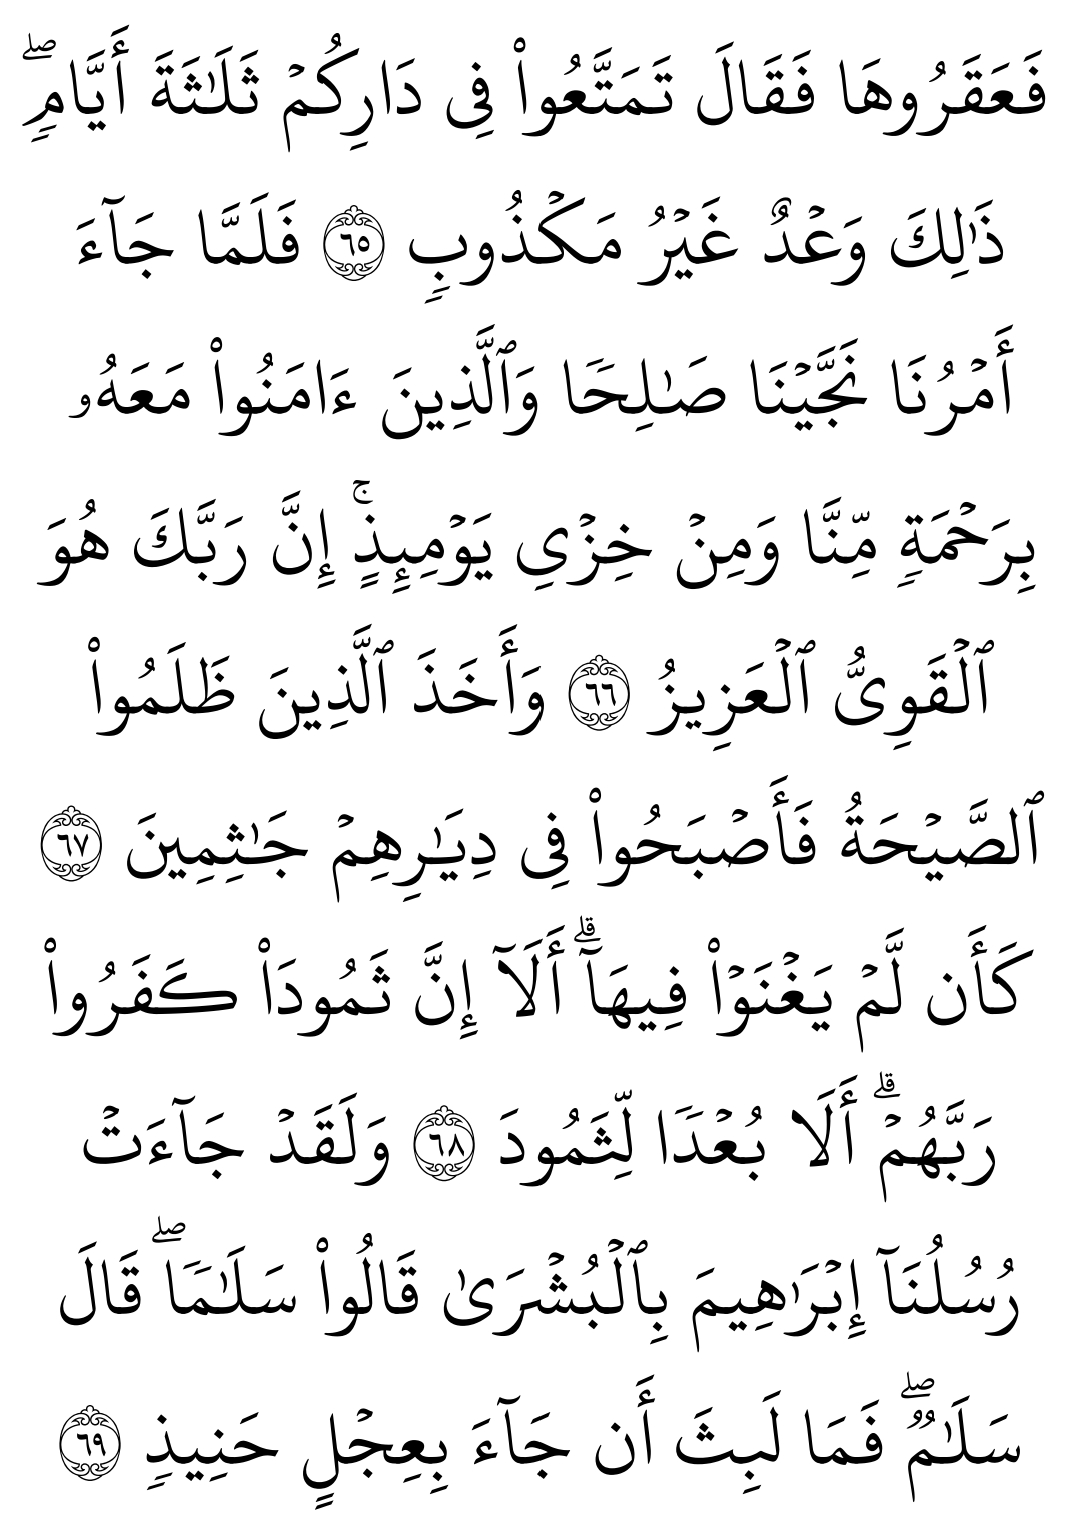 فَعَقَرُوهَا فَقَالَ تَمَتَّعُوا۟ فِى دَارِكُمْ ثَلَـٰثَةَ أَيَّامٍۢ ۖ
ذَٰلِكَ وَعْدٌ غَيْرُ مَكْذُوبٍۢ ٦٥ فَلَمَّا جَآءَ
أَمْرُنَا نَجَّيْنَا صَـٰلِحًۭا وَٱلَّذِينَ ءَامَنُوا۟ مَعَهُۥ
بِرَحْمَةٍۢ مِّنَّا وَمِنْ خِزْىِ يَوْمِئِذٍ ۚ إِنَّ رَبَّكَ هُوَ
ٱلْقَوِىُّ ٱلْعَزِيزُ ٦٦ وَأَخَذَ ٱلَّذِينَ ظَلَمُوا۟
ٱلصَّيْحَةُ فَأَصْبَحُوا۟ فِى دِيَـٰرِهِمْ جَـٰثِمِينَ ٦٧
كَأَن لَّمْ يَغْنَوْا۟ فِيهَآ ۗ أَلَآ إِنَّ ثَمُودَا۟ كَفَرُوا۟
رَبَّهُمْ ۗ أَلَا بُعْدًۭا لِّثَمُودَ ٦٨ وَلَقَدْ جَآءَتْ
رُسُلُنَآ إِبْرَٰهِيمَ بِٱلْبُشْرَىٰ قَالُوا۟ سَلَـٰمًۭا ۖ قَالَ
سَلَـٰمٌۭ ۖ فَمَا لَبِثَ أَن جَآءَ بِعِجْلٍ حَنِيذٍۢ ٦٩